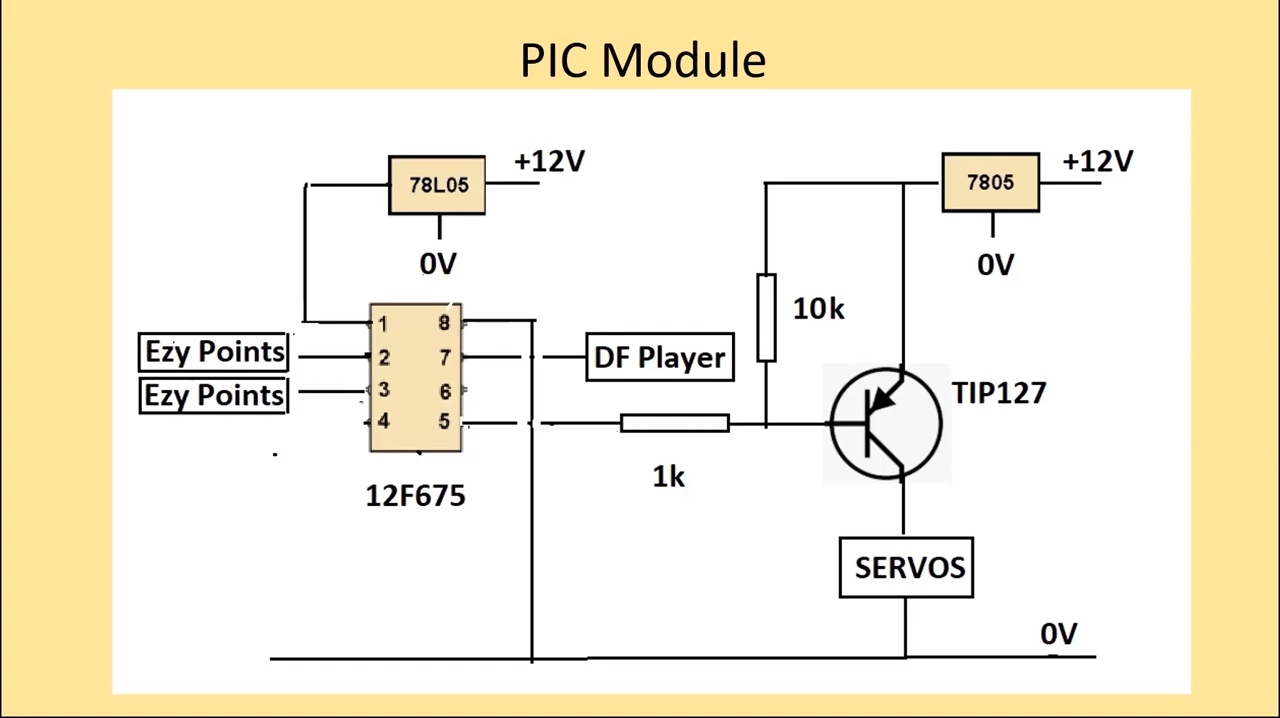 PIC Module
+12V
78L05
0V
+12V
7805
0V
10k
Ezy Points
Ezy Points
1
2
3
4
8
7
6
5
12F675
DF Player
1k
TIP127
SERVOS
0V